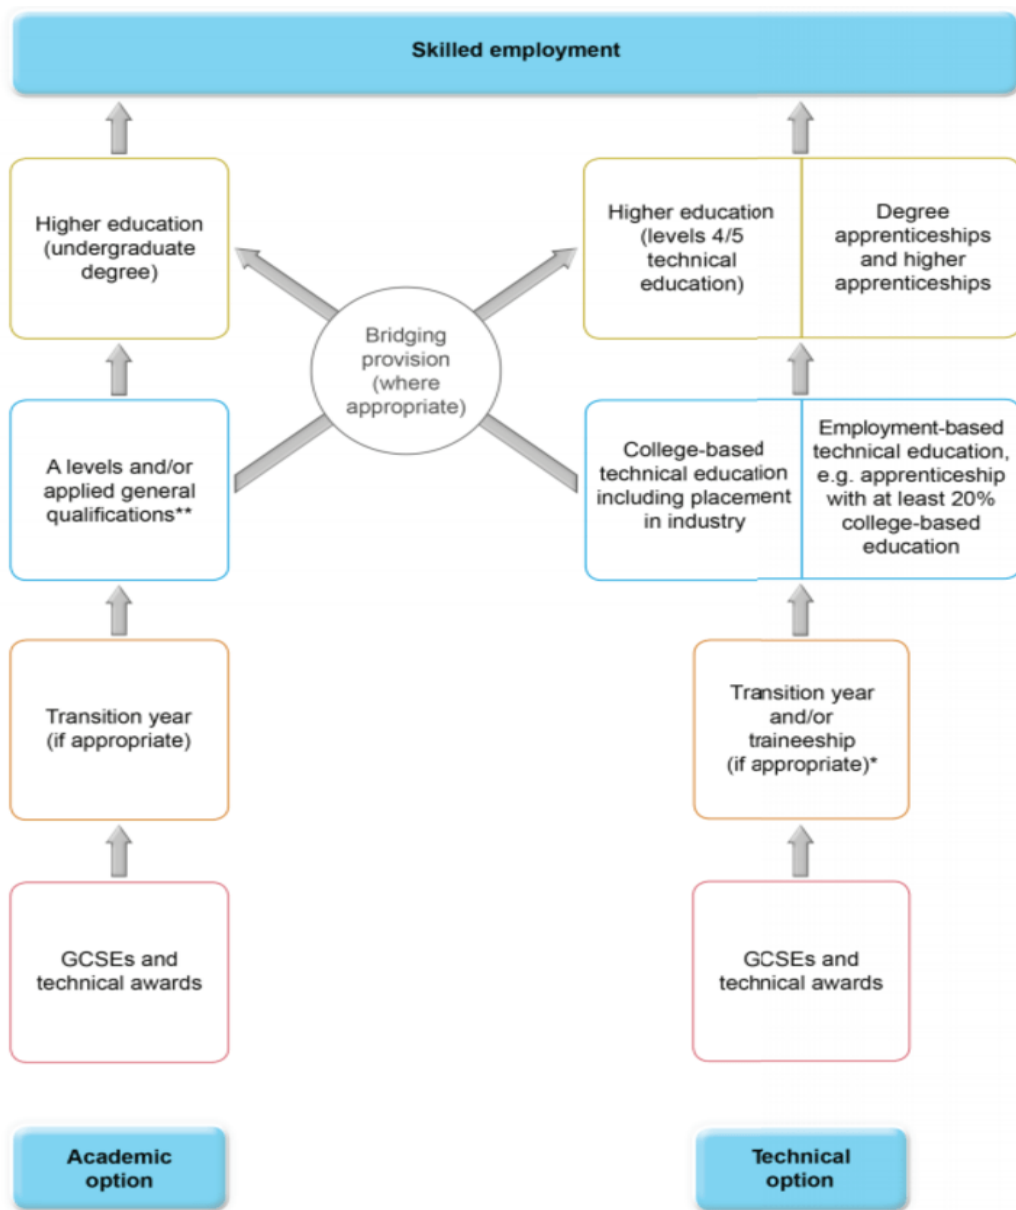 Skilled employment
Higher education
(undergraduate
degree)
Higher education
(levels 4/5
technical
education)
Degree
apprenticeships
and higher
apprenticeships
Bridging
provision
(where
appropriate)
A levels and/or
applied general
qualifications**
College-based
technical education
including placement
in industry
Employment-based
technical education,
e.g. apprenticeship
with at least 20%
college-based
education
Transition year
(if appropriate)
Transition year
and/or
traineeship
(if appropriate)*
GCSEs and
technical awards
GCSEs and
technical awards
Academic
option
Technical
option